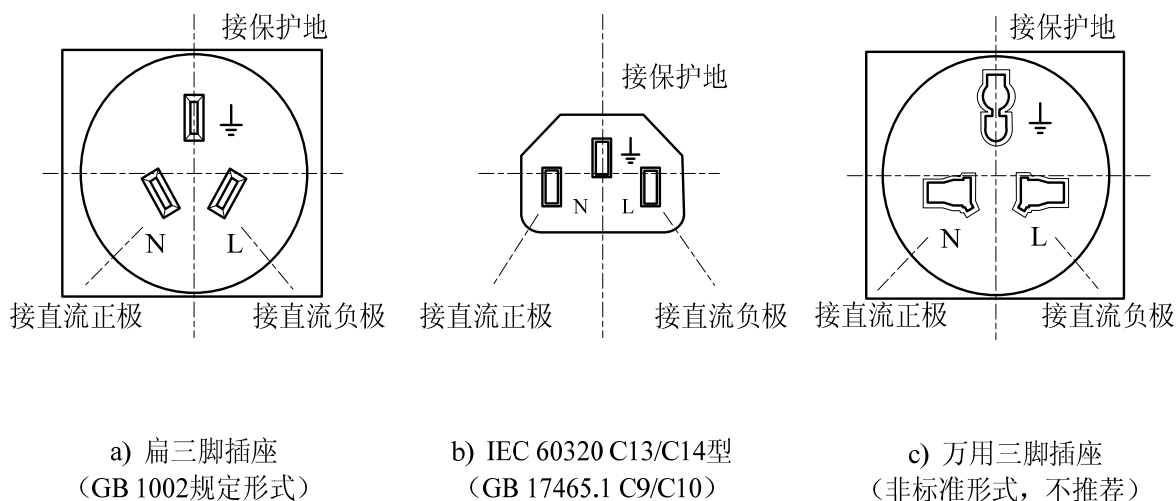 接保护地
N
L
接直流正极
接直流负极
a) 扁三脚插座
（GB 1002规定形式）
接保护地
N
L
接直流正极
接直流负极
b) IEC 60320 C13/C14型
（GB 17465.1 C9/C10）
接保护地
N
L
接直流正极
接直流负极
c) 万用三脚插座
（非标准形式，不推荐）